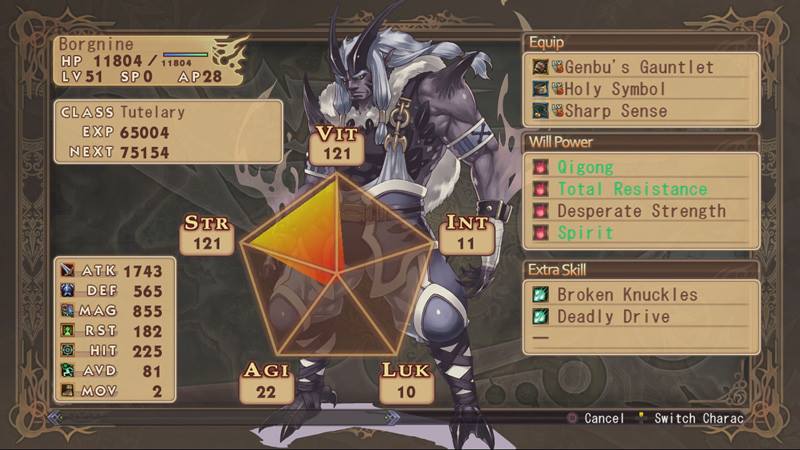 Borgnine
HP 11804 / 11804
LV 51 SP 0 AP 28
CLASS Tutelary
EXP 65004
NEXT 75154
VIT
121
STR
121
INT
11
AGI
22
LUK
10
ATK 1743
DEF 565
MAG 855
RST 182
HIT 225
AVD 81
MOV 2
Equip
Genbu's Gauntlet
Holy Symbol
Sharp Sense
Will Power
Qigong
Total Resistance
Desperate Strength
Spirit
Extra Skill
Broken Knuckles
Deadly Drive
—
Cancel Switch Charac